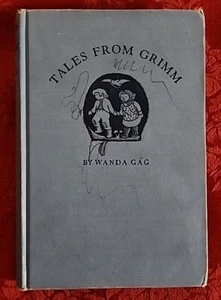 TALES FROM GRIMM
BY WANDA GÁG